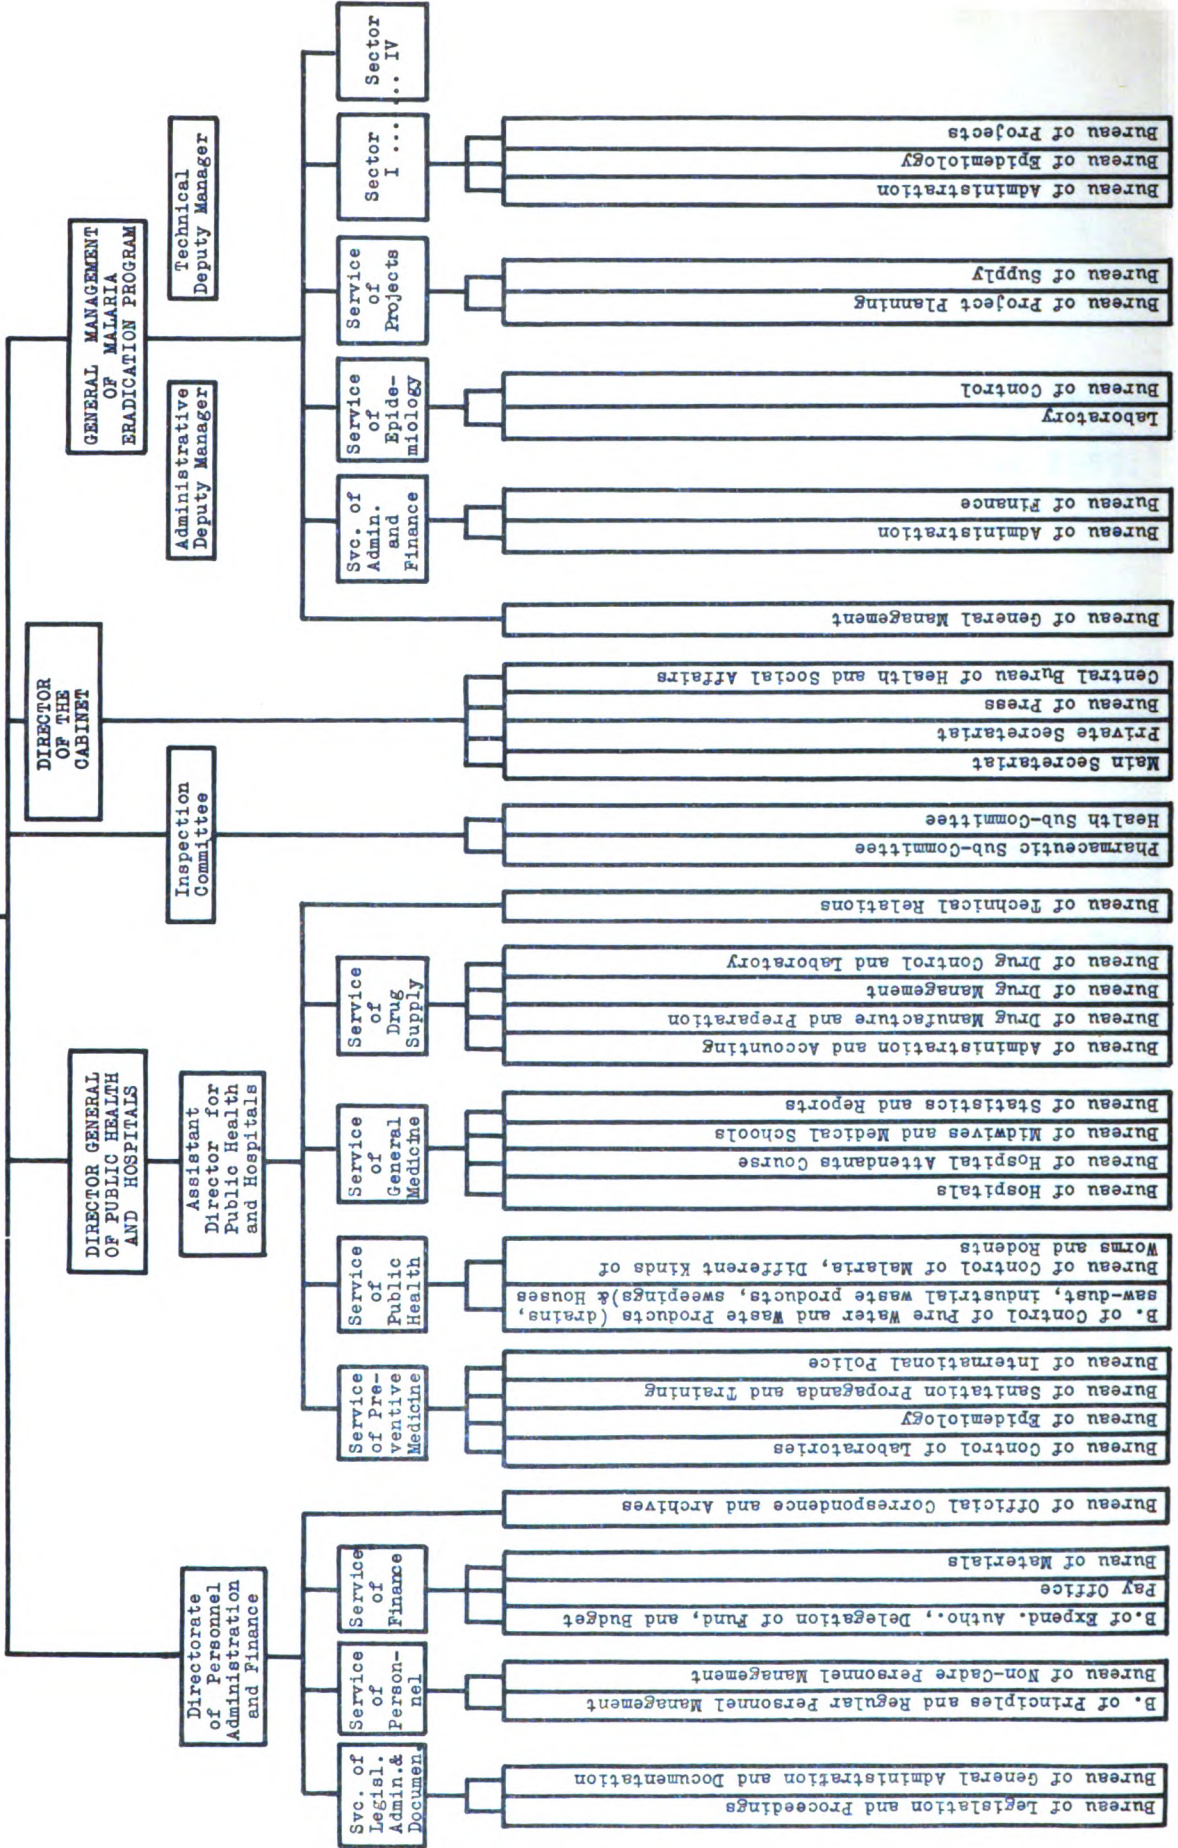 DIRECTOR
OF THE
CABINET
DIRECTOR GENERAL
OF PUBLIC HEALTH
AND HOSPITALS
GENERAL MANAGEMENT
OF MALARIA
ERADICATION PROGRAM
Directorate
of Personnel
Administration
and Finance
Assistant
Director for
Public Health
and Hospitals
Inspection
Committee
Administrative
Deputy Manager
Technical
Deputy Manager
Svc. of
Legisl.
Admin.&
Documen.
Service
of
Person-
nel
Service
of
Finance
Service
of Pre-
ventive
Medicine
Service
of
Public
Health
Service
of
General
Medicine
Service
of
Drug
Supply
Svc. of
Admin.
and
Finance
Service
of
Epide-
miology
Service
of
Projects
Sector
I ...
Sector
... IV
Bureau of Legislation and Proceedings
Bureau of General Administration and Documentation
B. of Principles and Regular Personnel Management
Bureau of Non-Cadre Personnel Management
B.of Expend. Autho., Delegation of Fund, and Budget
Pay Office
Burau of Materials
Bureau of Official Correspondence and Archives
Bureau of Control of Laboratories
Bureau of Epidemiology
Bureau of Sanitation Propaganda and Training
Bureau of International Police
B. of Control of Pure Water and Waste Products (drains,
saw-dust, industrial waste products, sweepings)& Houses
Bureau of Control of Malaria, Different Kinds of
Worms and Rodents
Bureau of Hospitals
Bureau of Hospital Attendants Course
Bureau of Midwives and Medical Schools
Bureau of Statistics and Reports
Bureau of Administration and Accounting
Bureau of Drug Manufacture and Preparation
Bureau of Drug Management
Bureau of Drug Control and Laboratory
Bureau of Technical Relations
Pharmaceutic Sub-Committee
Health Sub-Committee
Main Secretariat
Private Secretariat
Bureau of Press
Central Bureau of Health and Social Affairs
Bureau of General Management
Bureau of Administration
Bureau of Finance
Laboratory
Bureau of Control
Bureau of Project Planning
Bureau of Supply
Bureau of Administration
Bureau of Epidemiology
Bureau of Projects